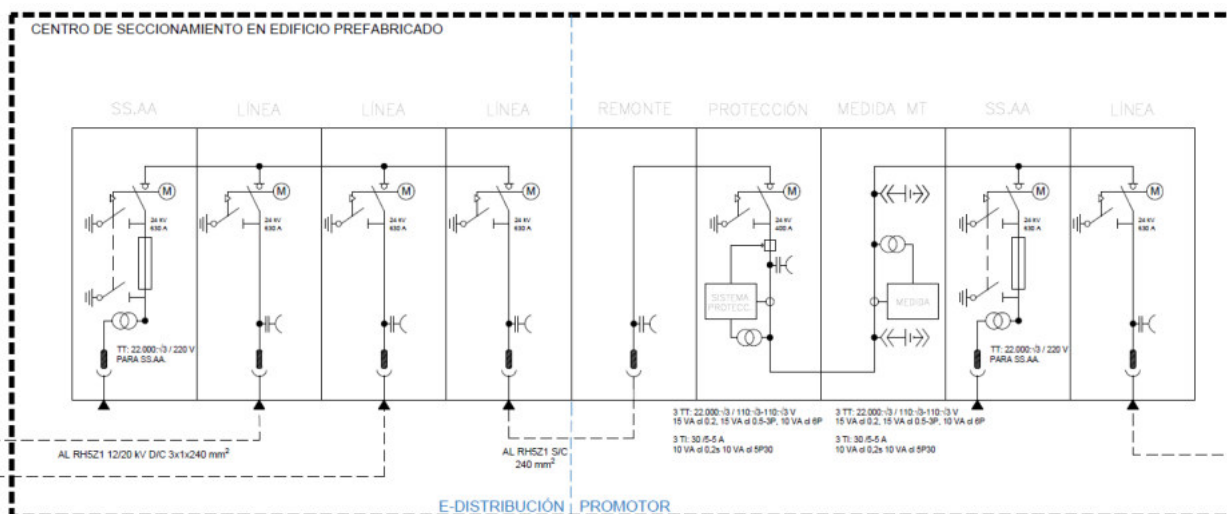 CENTRO DE SECCIONAMIENTO EN EDIFICIO PREFABRICADO
SS.AA
LÍNEA
LÍNEA
LÍNEA
REMONTE
PROTECCIÓN
MEDIDA MT
SS.AA
LÍNEA
M
M
M
M
M
M
M
24 kV
630 A
24 kV
630 A
24 kV
630 A
24 kV
630 A
24 kV
400 A
24 kV
630 A
24 kV
630 A
SISTEMA
PROTECC.
MEDIDA
TT: 22.000:√3 / 220 V
PARA SS.AA.
TT: 22.000:√3 / 220 V
PARA SS.AA.
3 TT: 22.000:√3 / 110:√3-110:√3 V
15 VA cl 0.2, 15 VA cl 0.5-3P, 10 VA cl 6P
3 TI: 30 /5-5 A
10 VA cl 0,2s 10 VA cl 5P30
3 TT: 22.000:√3 / 110:√3-110:√3 V
15 VA cl 0.2, 15 VA cl 0.5-3P, 10 VA cl 6P
3 TI: 30 /5-5 A
10 VA cl 0,2s 10 VA cl 5P30
AL RH5Z1 12/20 kV D/C 3x1x240 mm²
AL RH5Z1 S/C
240 mm²
E-DISTRIBUCIÓN
PROMOTOR